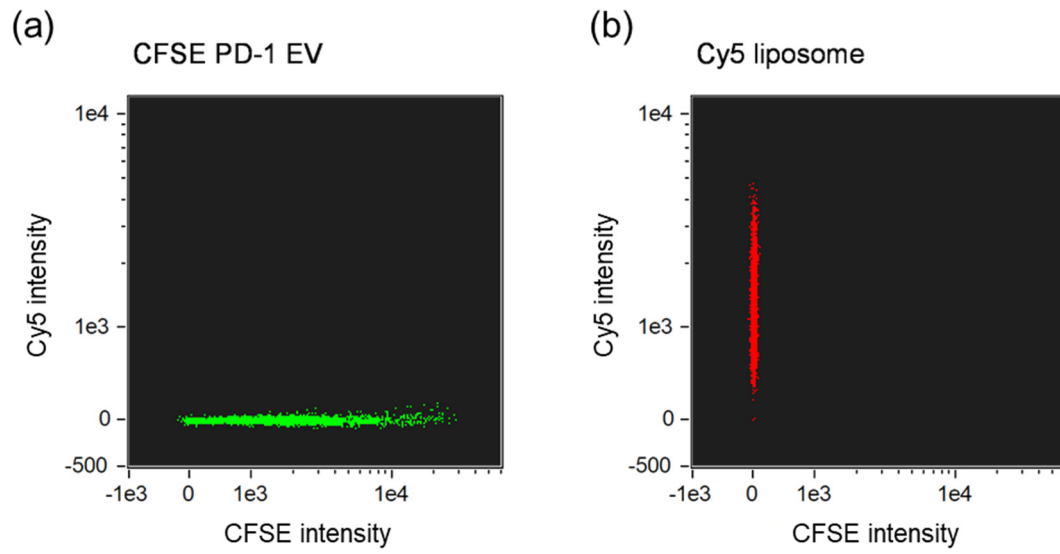 (a)
CFSE PD-1 EV
Cy5 intensity
1e4
1e3
0
-500
-1e3 0 1e3 1e4
CFSE intensity
(b)
Cy5 liposome
Cy5 intensity
1e4
1e3
0
-500
-1e3 0 1e3 1e4
CFSE intensity